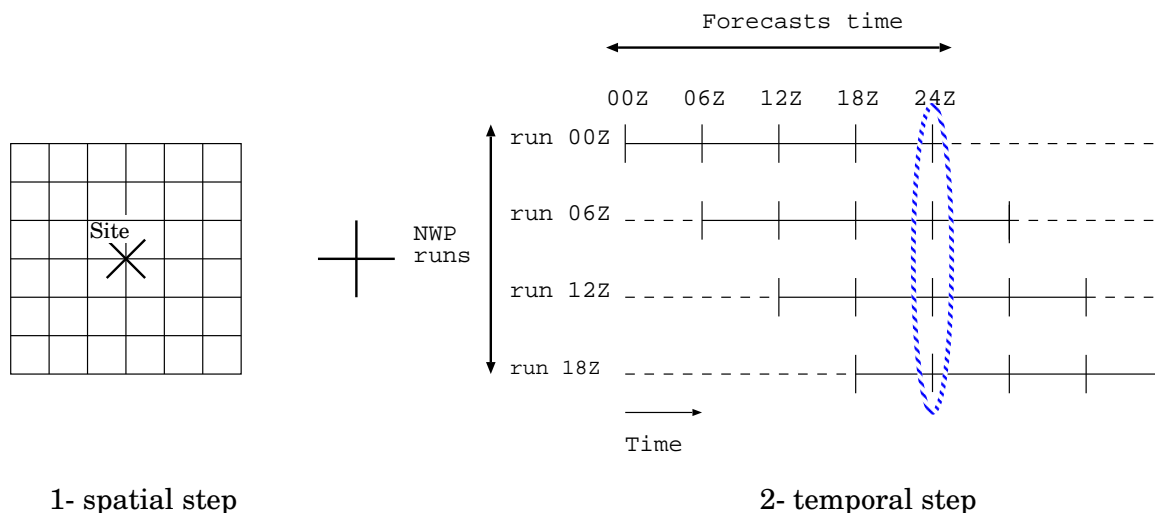 Forecasts time
00Z 06Z 12Z 18Z 24Z
run 00Z
run 06Z
run 12Z
run 18Z
NWP
runs
Site
Time
1- spatial step
2- temporal step